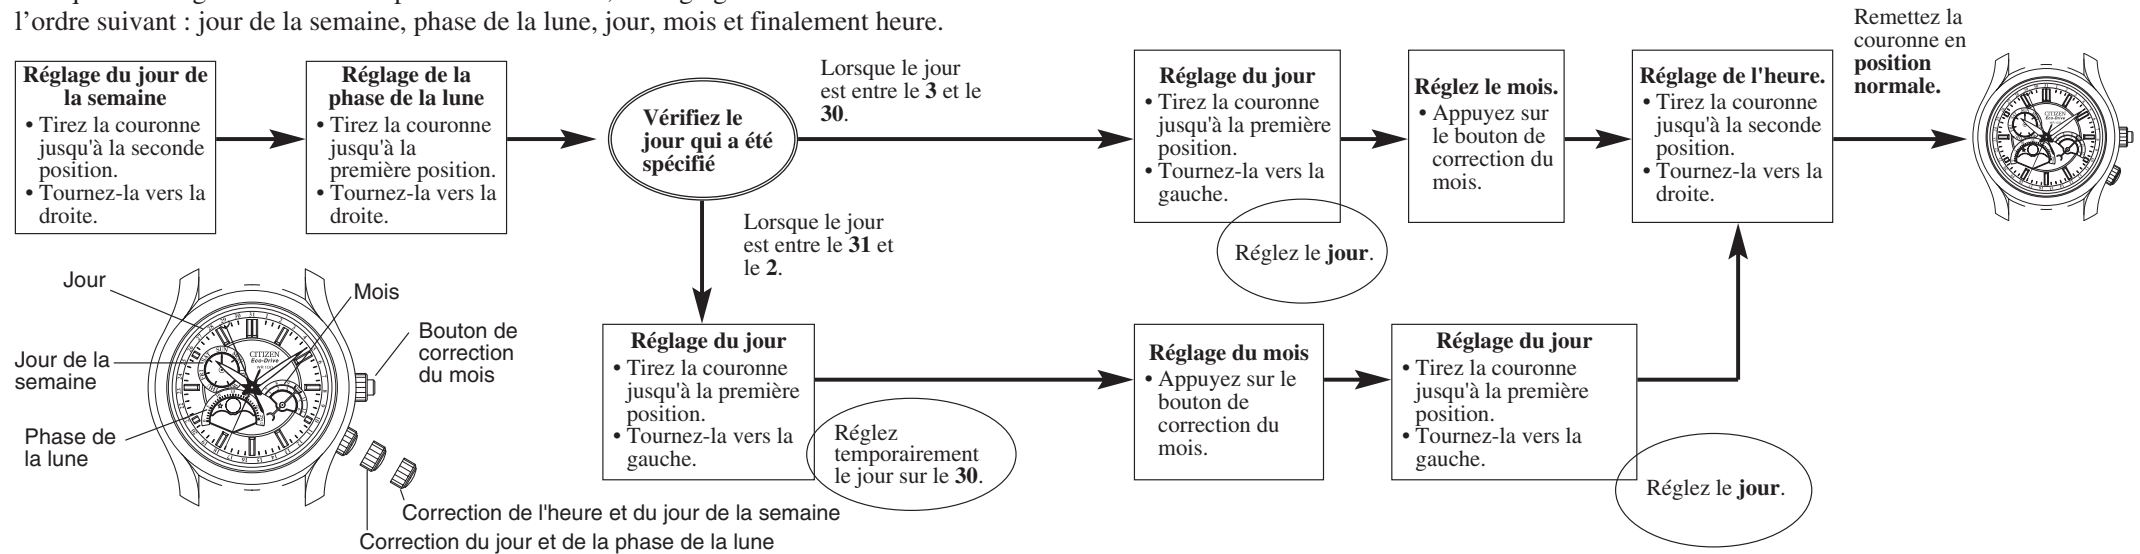 l'ordre suivant : jour de la semaine, phase de la lune, jour, mois et finalement heure.
Réglage du jour de
la semaine
• Tirez la couronne
jusqu'à la seconde
position.
• Tournez-la vers la
droite.
Réglage de la
phase de la lune
• Tirez la couronne
jusqu'à la
première position.
• Tournez-la vers la
droite.
Vérifiez le
jour qui a été
spécifié
Lorsque le jour
est entre le 3 et le
30.
Réglage du jour
• Tirez la couronne
jusqu'à la première
position.
• Tournez-la vers la
gauche.
Réglez le jour.
Réglez le mois.
• Appuyez sur
le bouton de
correction du
mois.
Réglage de l'heure.
• Tirez la couronne
jusqu'à la seconde
position.
• Tournez-la vers la
droite.
Remettez la
couronne en
position
normale.
CITIZEN
Eco-Drive
Lorsque le jour
est entre le 31 et
le 2.
Réglage du jour
• Tirez la couronne
jusqu'à la première
position.
• Tournez-la vers la
gauche.
Réglez
temporairement
le jour sur le 30.
Réglage du mois
• Appuyez sur le
bouton de
correction du
mois.
Réglage du jour
• Tirez la couronne
jusqu'à la première
position.
• Tournez-la vers la
gauche.
Réglez le jour.
Jour
Mois
Bouton de
correction
du mois
Jour de la
semaine
Phase de
la lune
CITIZEN
Eco-Drive
Correction de l'heure et du jour de la semaine
Correction du jour et de la phase de la lune